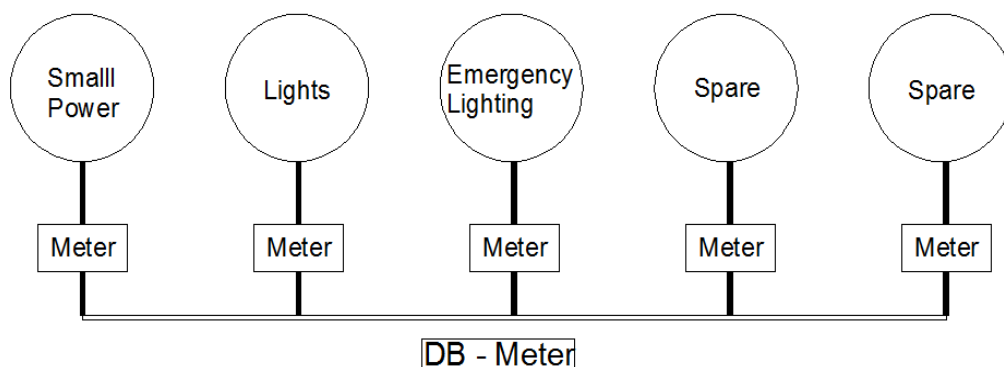 Smalll
Power
Lights
Emergency
Lighting
Spare
Spare
Meter
Meter
Meter
Meter
Meter
DB - Meter